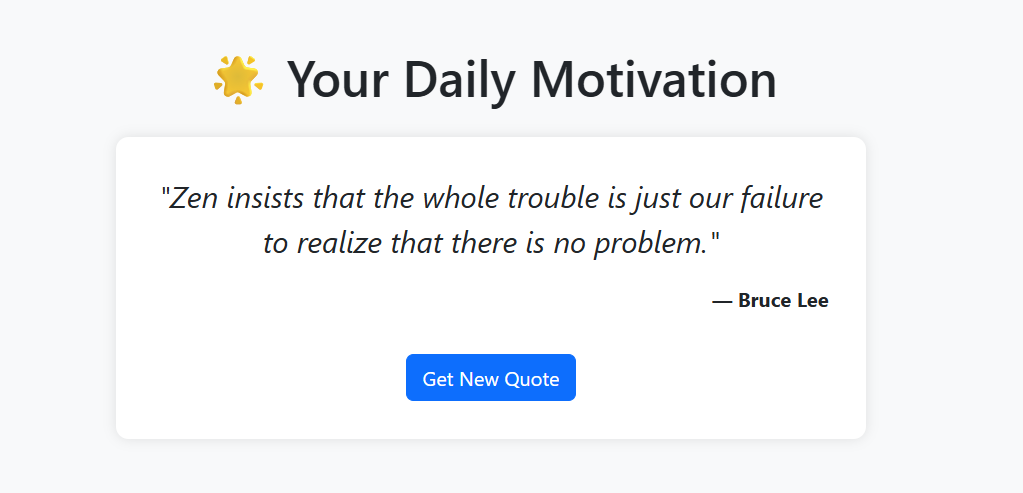 Your Daily Motivation
"Zen insists that the whole trouble is just our failure
to realize that there is no problem."
— Bruce Lee
Get New Quote